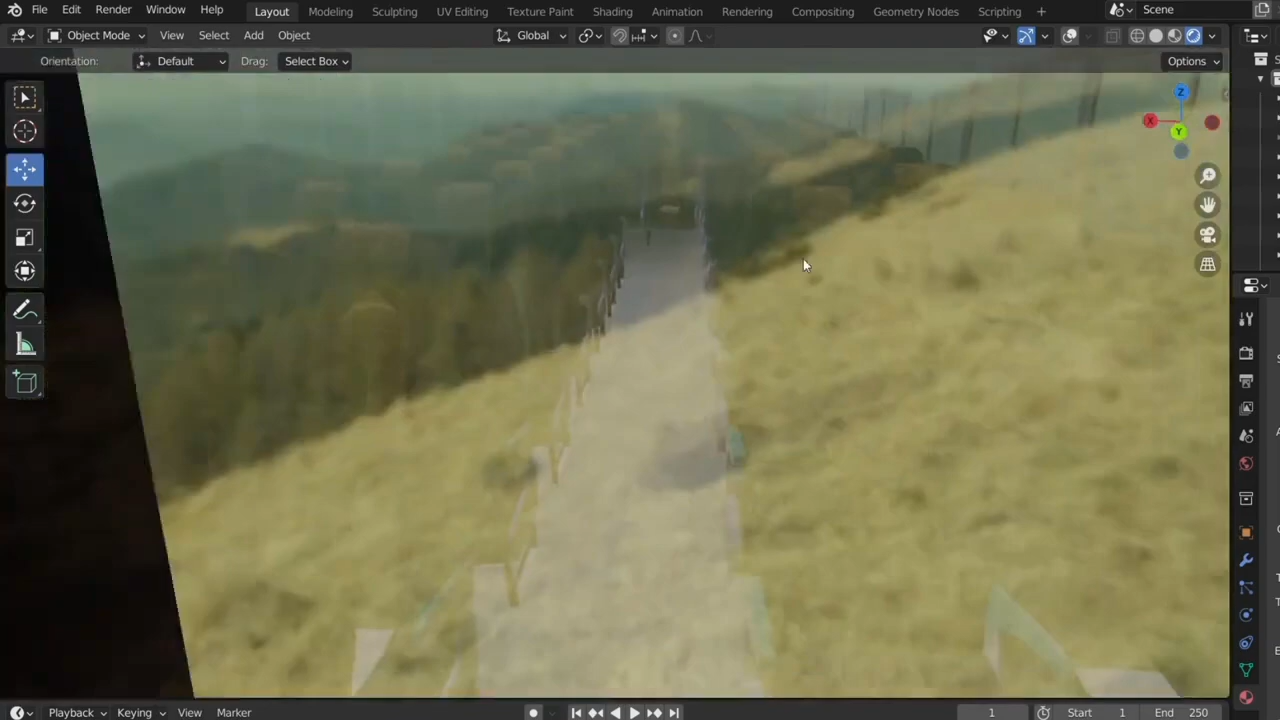 File Edit Render Window Help Layout Modeling Sculpting UV Editing Texture Paint Shading Animation Rendering Compositing Geometry Nodes Scripting + Scene
Object Mode View Select Add Object Global
Orientation: Default Drag: Select Box Options
Z
X
Y
Playback Keying View Marker 1 Start 1 End 250